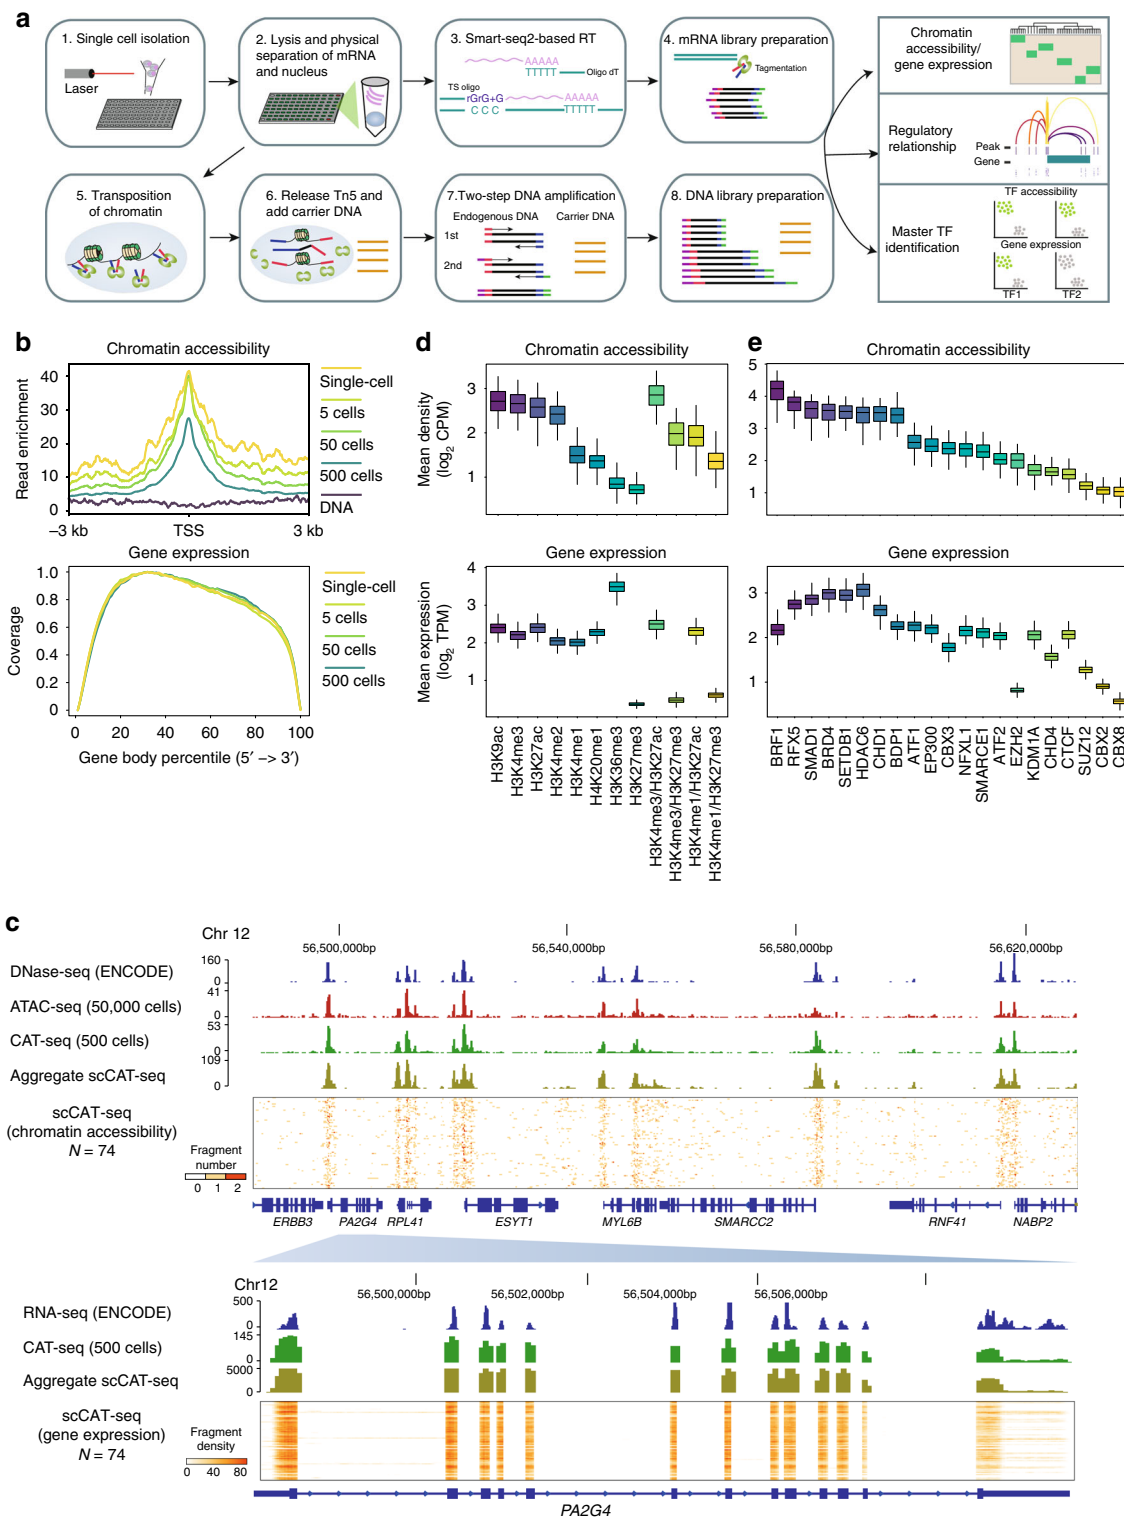 a
1. Single cell isolation
Laser
2. Lysis and physical
separation of mRNA
and nucleus
3. Smart-seq2-based RT
AAAAA
TTTTT
Oligo dT
TS oligo
rGrG+G
AAAAA
C C C
TTTTT
4. mRNA library preparation
Tagmentation
5. Transposition
of chromatin
6. Release Tn5 and
add carrier DNA
7.Two-step DNA amplification
Endogenous DNA
Carrier DNA
1st
2nd
8. DNA library preparation
Chromatin
accessibility/
gene expression
Regulatory
relationship
Peak
Gene
Master TF
identification
TF accessibility
Gene expression
TF1
TF2
b
Chromatin accessibility
Read enrichment
40
30
20
10
0
−3 kb
TSS
3 kb
Single-cell
5 cells
50 cells
500 cells
DNA
Gene expression
Coverage
1.0
0.8
0.6
0.4
0.2
0
0
20
40
60
80
100
Gene body percentile (5′ –> 3′)
Single-cell
5 cells
50 cells
500 cells
d
Chromatin accessibility
Mean density
(log2 CPM)
3
2
1
Gene expression
Mean expression
(log2 TPM)
4
3
2
1
H3K9ac
H3K4me3
H3K27ac
H3K4me2
H3K4me1
H4K20me1
H3K36me3
H3K27me3
H3K4me3/H3K27ac
H3K4me3/H3K27me3
H3K4me1/H3K27ac
H3K4me1/H3K27me3
e
Chromatin accessibility
5
4
3
2
1
Gene expression
3
2
1
BRF1
RFX5
SMAD1
BRD4
SETDB1
HDAC6
CHD1
BDP1
ATF1
EP300
CBX3
NFXL1
SMARCE1
ATF2
EZH2
KDM1A
CHD4
CTCF
SUZ12
CBX2
CBX8
c
Chr 12
56,500,000bp
56,540,000bp
56,580,000bp
56,620,000bp
DNase-seq (ENCODE)
160
0
ATAC-seq (50,000 cells)
41
0
CAT-seq (500 cells)
53
0
Aggregate scCAT-seq
109
0
scCAT-seq
(chromatin accessibility)
N = 74
Fragment
number
0
1
2
ERBB3
PA2G4
RPL41
ESYT1
MYL6B
SMARCC2
RNF41
NABP2
Chr12
56,500,000bp
56,502,000bp
56,504,000bp
56,506,000bp
RNA-seq (ENCODE)
500
0
CAT-seq (500 cells)
145
0
Aggregate scCAT-seq
5000
0
scCAT-seq
(gene expression)
N = 74
Fragment
density
0
40
80
PA2G4